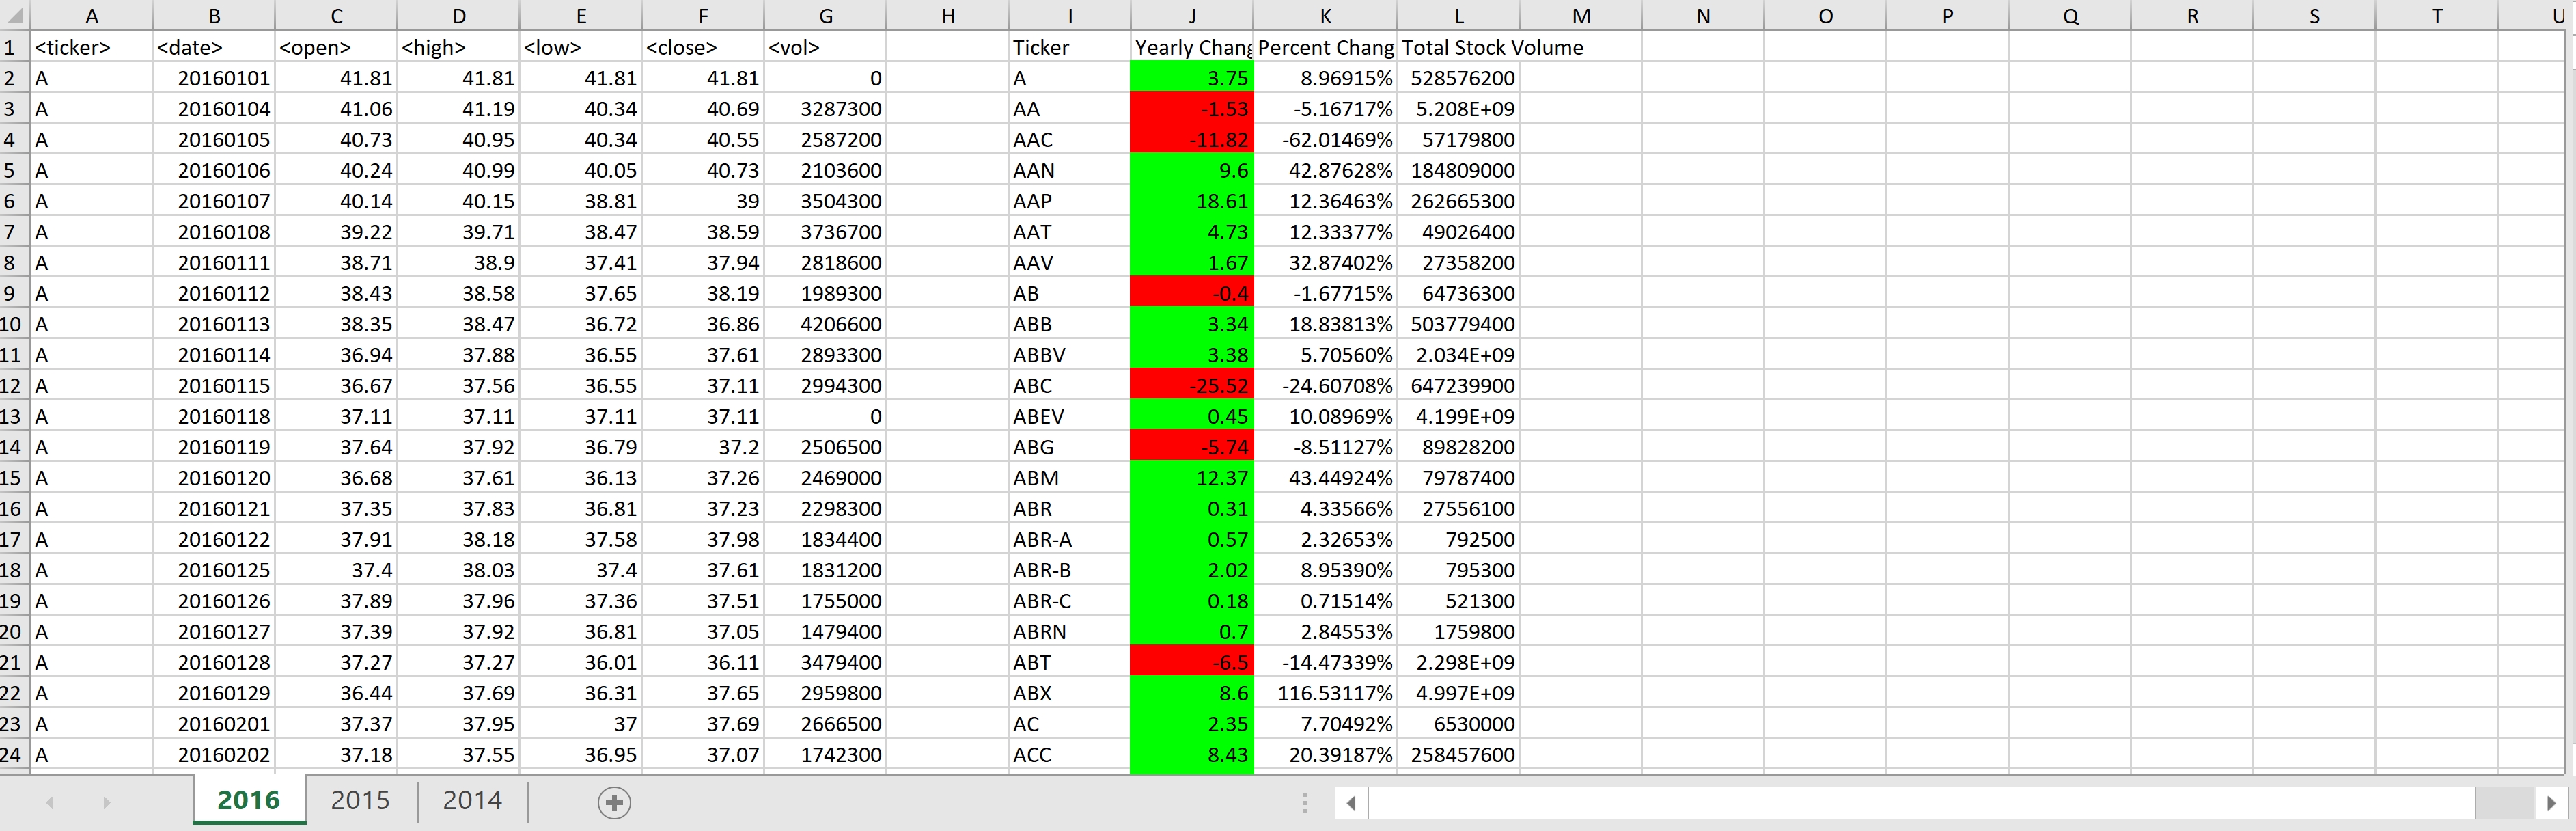 A B C D E F G H I J K L M N O P Q R S T U
1 <ticker> <date> <open> <high> <low> <close> <vol> Ticker Yearly Chang Percent Chang Total Stock Volume
2 A 20160101 41.81 41.81 41.81 41.81 0 A 3.75 8.96915% 528576200
3 A 20160104 41.06 41.19 40.34 40.69 3287300 AA -1.53 -5.16717% 5.208E+09
4 A 20160105 40.73 40.95 40.34 40.55 2587200 AAC -11.82 -62.01469% 57179800
5 A 20160106 40.24 40.99 40.05 40.73 2103600 AAN 9.6 42.87628% 184809000
6 A 20160107 40.14 40.15 38.81 39 3504300 AAP 18.61 12.36463% 262665300
7 A 20160108 39.22 39.71 38.47 38.59 3736700 AAT 4.73 12.33377% 49026400
8 A 20160111 38.71 38.9 37.41 37.94 2818600 AAV 1.67 32.87402% 27358200
9 A 20160112 38.43 38.58 37.65 38.19 1989300 AB -0.4 -1.67715% 64736300
10 A 20160113 38.35 38.47 36.72 36.86 4206600 ABB 3.34 18.83813% 503779400
11 A 20160114 36.94 37.88 36.55 37.61 2893300 ABBV 3.38 5.70560% 2.034E+09
12 A 20160115 36.67 37.56 36.55 37.11 2994300 ABC -25.52 -24.60708% 647239900
13 A 20160118 37.11 37.11 37.11 37.11 0 ABEV 0.45 10.08969% 4.199E+09
14 A 20160119 37.64 37.92 36.79 37.2 2506500 ABG -5.74 -8.51127% 89828200
15 A 20160120 36.68 37.61 36.13 37.26 2469000 ABM 12.37 43.44924% 79787400
16 A 20160121 37.35 37.83 36.81 37.23 2298300 ABR 0.31 4.33566% 27556100
17 A 20160122 37.91 38.18 37.58 37.98 1834400 ABR-A 0.57 2.32653% 792500
18 A 20160125 37.4 38.03 37.4 37.61 1831200 ABR-B 2.02 8.95390% 795300
19 A 20160126 37.89 37.96 37.36 37.51 1755000 ABR-C 0.18 0.71514% 521300
20 A 20160127 37.39 37.92 36.81 37.05 1479400 ABRN 0.7 2.84553% 1759800
21 A 20160128 37.27 37.27 36.01 36.11 3479400 ABT -6.5 -14.47339% 2.298E+09
22 A 20160129 36.44 37.69 36.31 37.65 2959800 ABX 8.6 116.53117% 4.997E+09
23 A 20160201 37.37 37.95 37 37.69 2666500 AC 2.35 7.70492% 6530000
24 A 20160202 37.18 37.55 36.95 37.07 1742300 ACC 8.43 20.39187% 258457600
2016 2015 2014